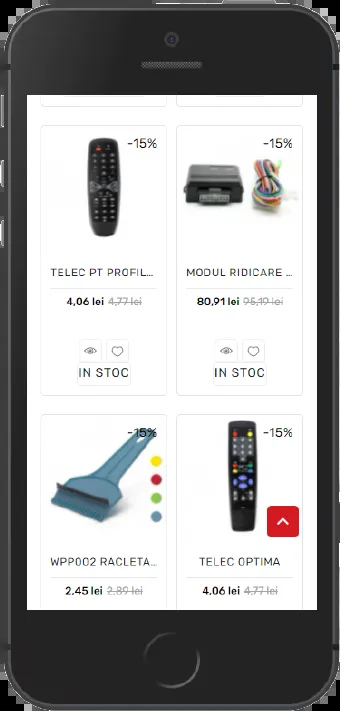 -15%
-15%
TELEC PT PROFIL...
MODUL RIDICARE ...
4,06 lei 4,77 lei
80,91 lei 95,19 lei
IN STOC
IN STOC
-15%
-15%
WPP002 RACLETA...
TELEC OPTIMA
2,45 lei 2,89 lei
4,06 lei 4,77 lei